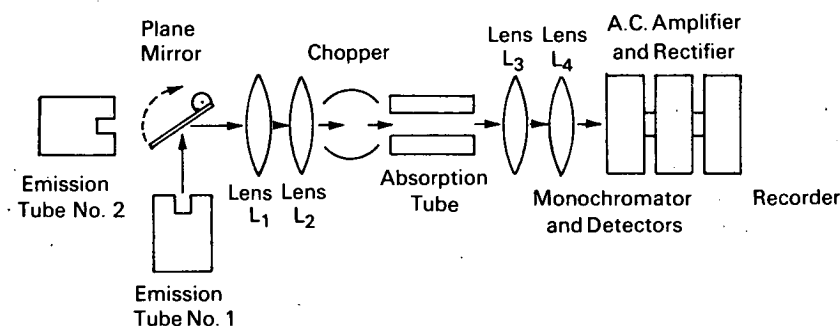 Plane
Mirror
Chopper
Lens
L3
Lens
L4
A.C. Amplifier
and Rectifier
Emission
Tube No. 2
Lens
L1
Lens
L2
Absorption
Tube
Monochromator
and Detectors
Recorder
Emission
Tube No. 1